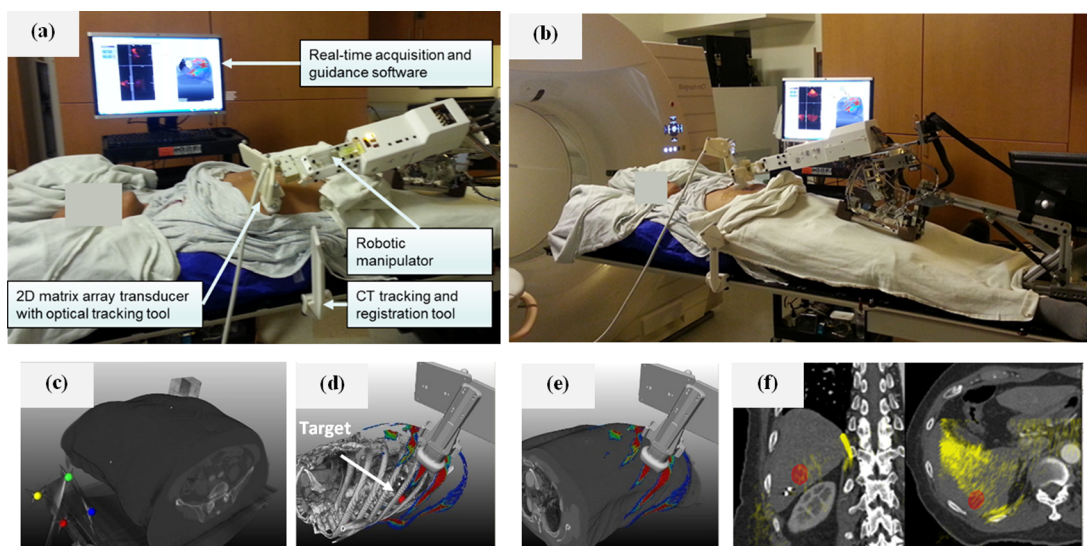 (a)
Real-time acquisition and
guidance software
Robotic
manipulator
2D matrix array transducer
with optical tracking tool
CT tracking and
registration tool
(b)
(c)
(d)
Target
(e)
(f)